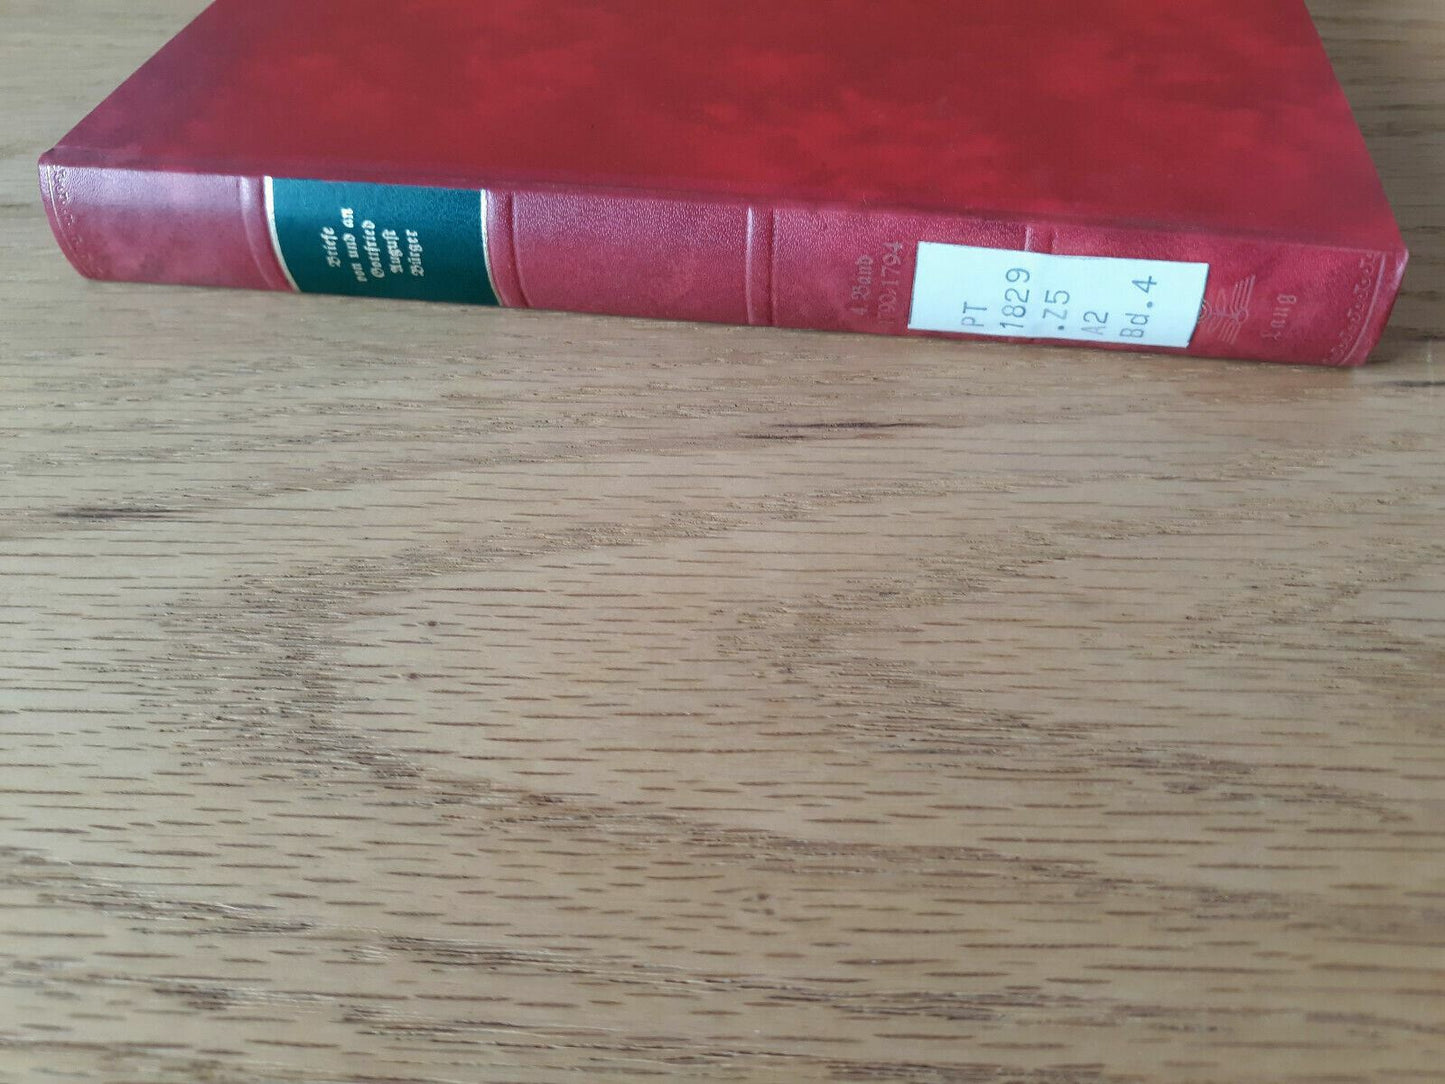 Briefe
von und an
Gottfried
August
Bürger
4. Band
1790-1794
PT
1829
.Z5
A2
Bd.4
Lang